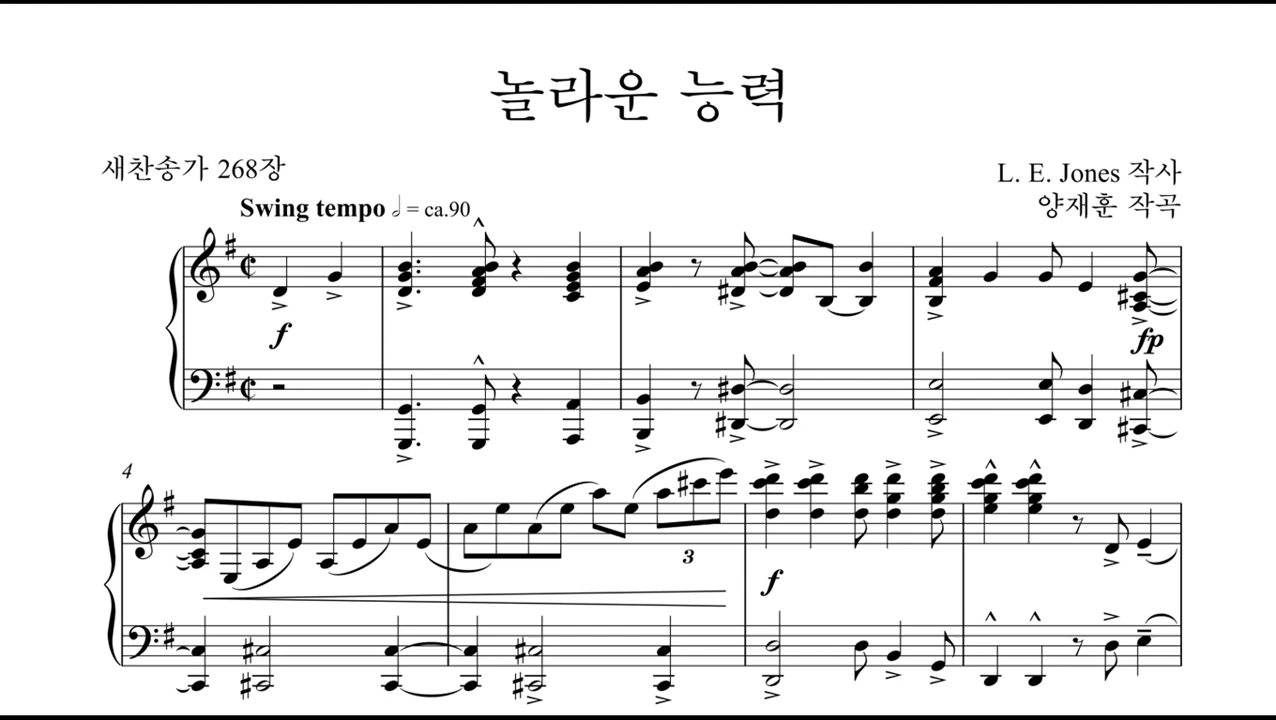 놀라운 능력
새찬송가 268장
L. E. Jones 작사
양재훈 작곡
Swing tempo 𝅗𝅥 = ca.90
f
fp
4
3
f